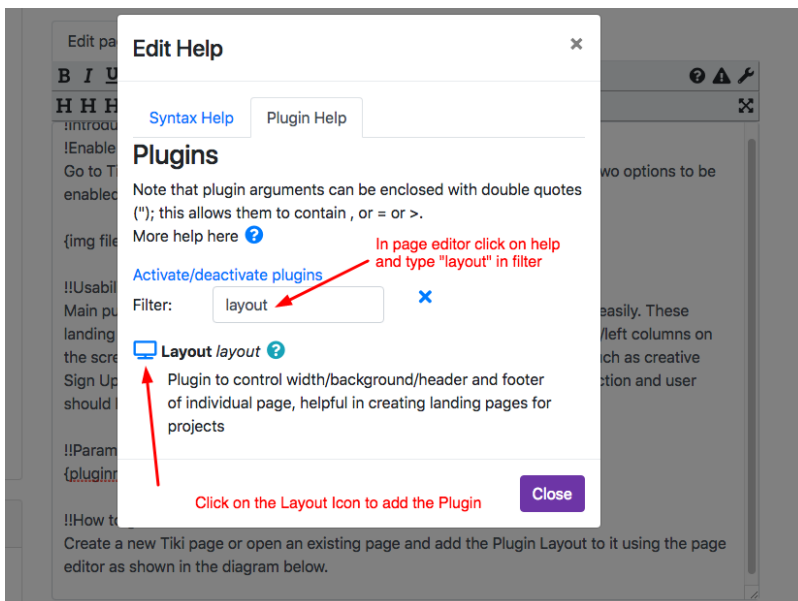 Edit pa
Edit Help
×
B I U
H H H
Syntax Help Plugin Help
!Introdu
Plugins
!Enable
Go to Ti
wo options to be
enabled
Note that plugin arguments can be enclosed with double quotes
("); this allows them to contain , or = or >.
More help here ?
{img file
In page editor click on help
and type "layout" in filter
Activate/deactivate plugins
!!Usabil
Filter: layout ×
Main pu
easily. These
landing
/left columns on
Layout layout ?
the scre
ch as creative
Sign Up
ction and user
should
Plugin to control width/background/header and footer
of individual page, helpful in creating landing pages for
projects
!!Param
{pluginr
Click on the Layout Icon to add the Plugin
Close
!!How to
Create a new Tiki page or open an existing page and add the Plugin Layout to it using the page
editor as shown in the diagram below.